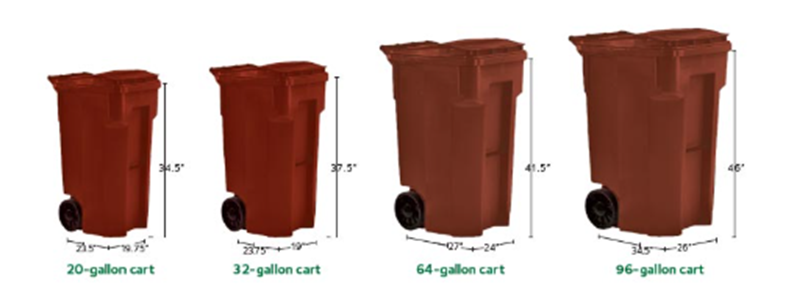 34.5"
37.5"
41.5"
46"
23.5" 19.75"
23.75" 19"
27" 24"
34.5" 26"
20-gallon cart
32-gallon cart
64-gallon cart
96-gallon cart